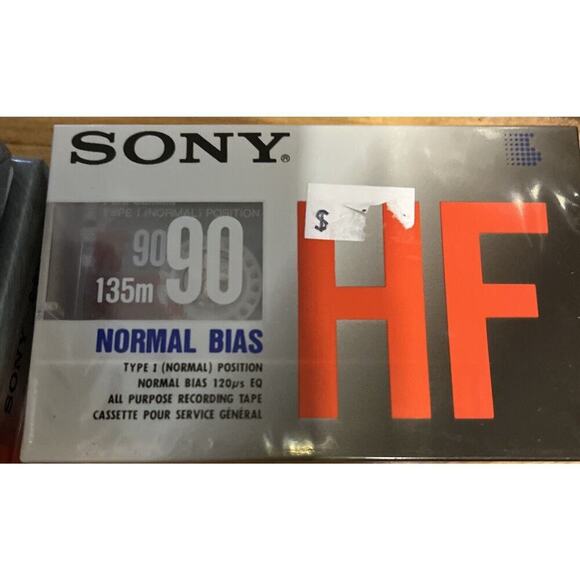 SONY®
$
HF
TYPE I (NORMAL) POSITION
90
90
135m
NORMAL BIAS
TYPE I (NORMAL) POSITION
NORMAL BIAS 120µs EQ
ALL PURPOSE RECORDING TAPE
CASSETTE POUR SERVICE GÉNÉRAL
SONY